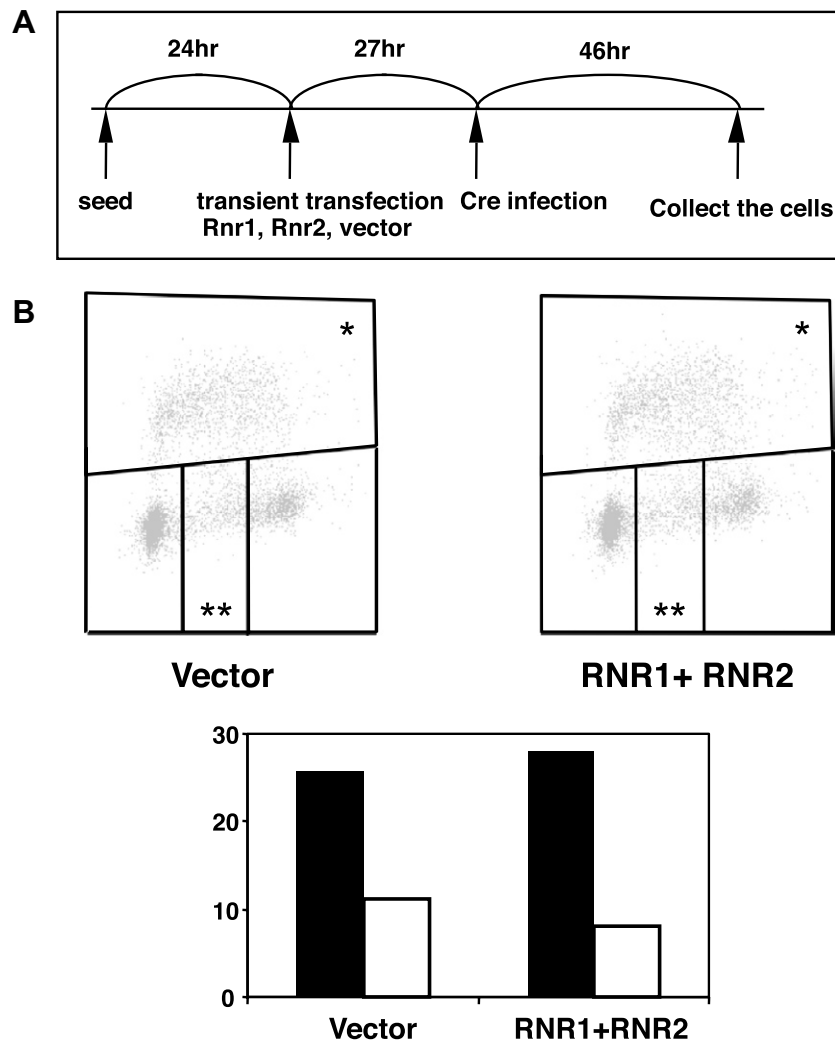 A
24hr 27hr 46hr
seed
transient transfection
Rnr1, Rnr2, vector
Cre infection
Collect the cells
B
* *
** **
Vector RNR1+ RNR2
30
20
10
0
Vector RNR1+RNR2